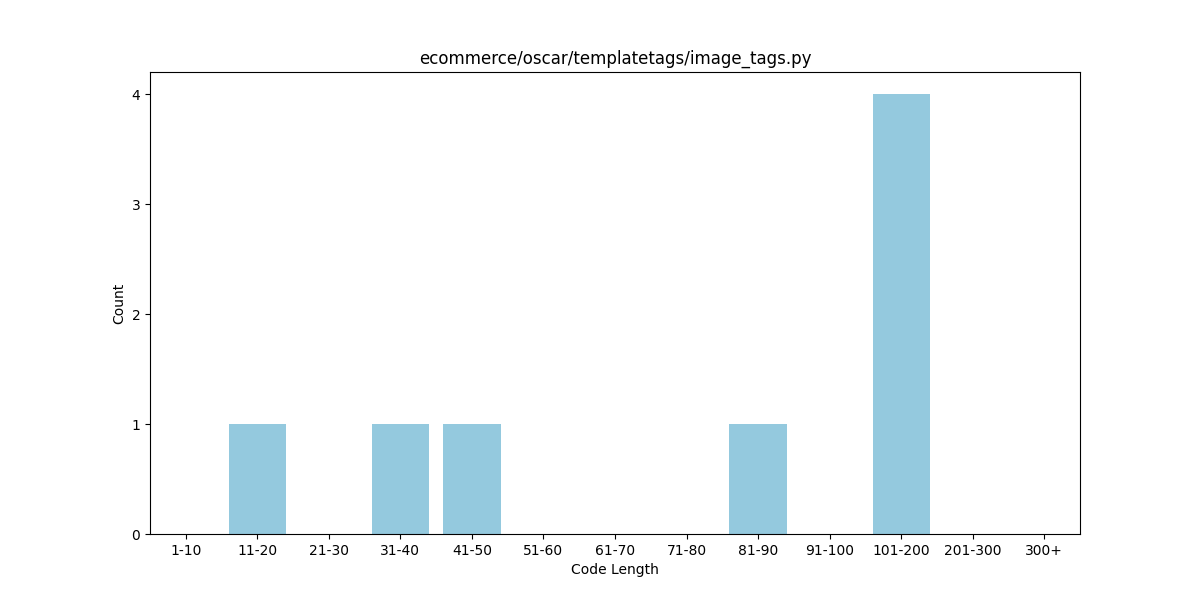 ecommerce/oscar/templatetags/image_tags.py
4
3
2
1
0
Count
1-10 11-20 21-30 31-40 41-50 51-60 61-70 71-80 81-90 91-100 101-200 201-300 300+
Code Length